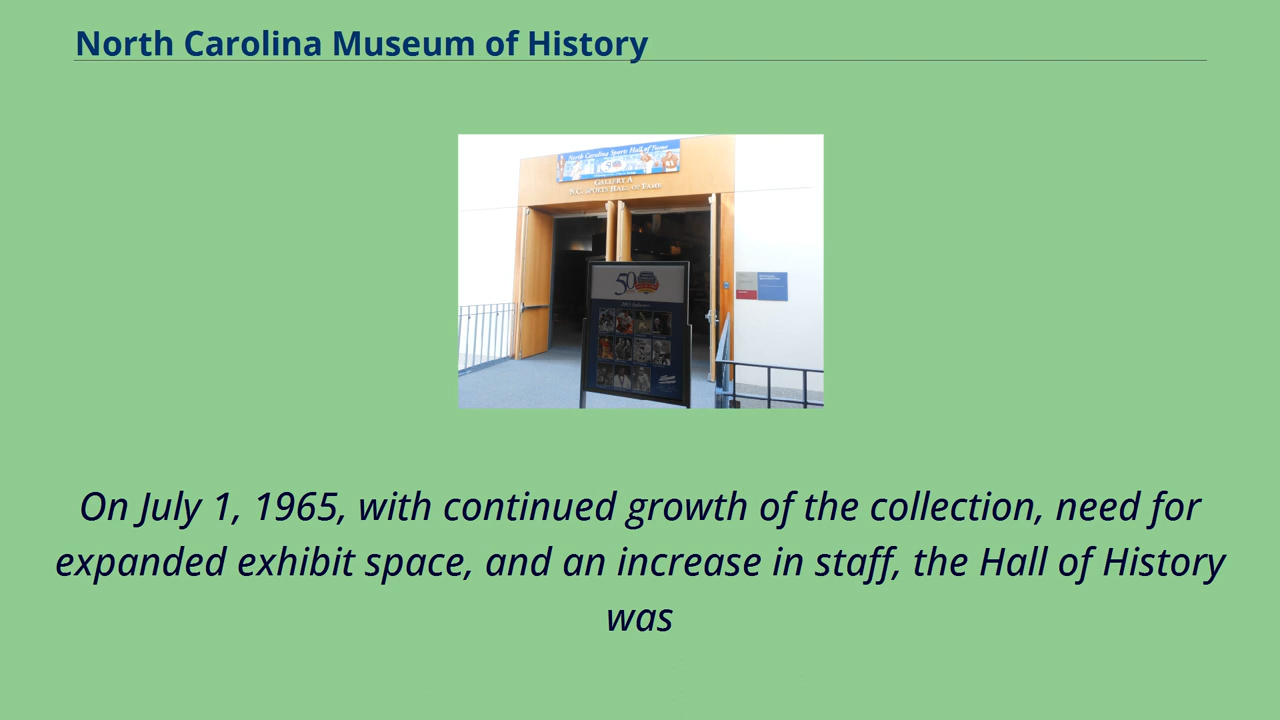 North Carolina Museum of History
North Carolina Sports Hall of Fame
50
GALLERY A
N.C. SPORTS HALL OF FAME
50
On July 1, 1965, with continued growth of the collection, need for
expanded exhibit space, and an increase in staff, the Hall of History
was